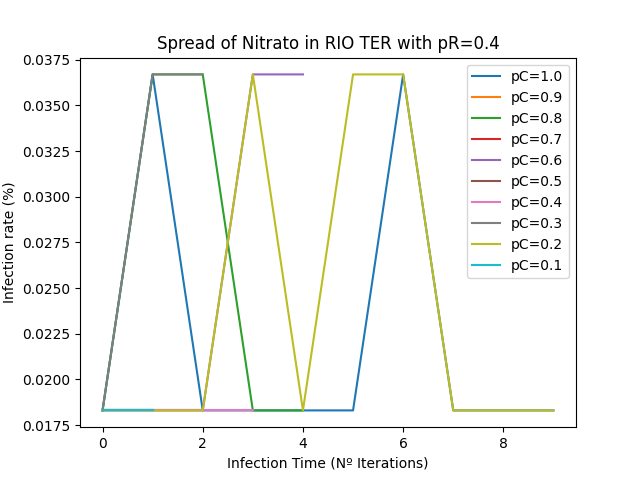 Spread of Nitrato in RIO TER with pR=0.4
Infection rate (%)
0.0375
0.0350
0.0325
0.0300
0.0275
0.0250
0.0225
0.0200
0.0175
pC=1.0
pC=0.9
pC=0.8
pC=0.7
pC=0.6
pC=0.5
pC=0.4
pC=0.3
pC=0.2
pC=0.1
0
2
4
6
8
Infection Time (Nº Iterations)